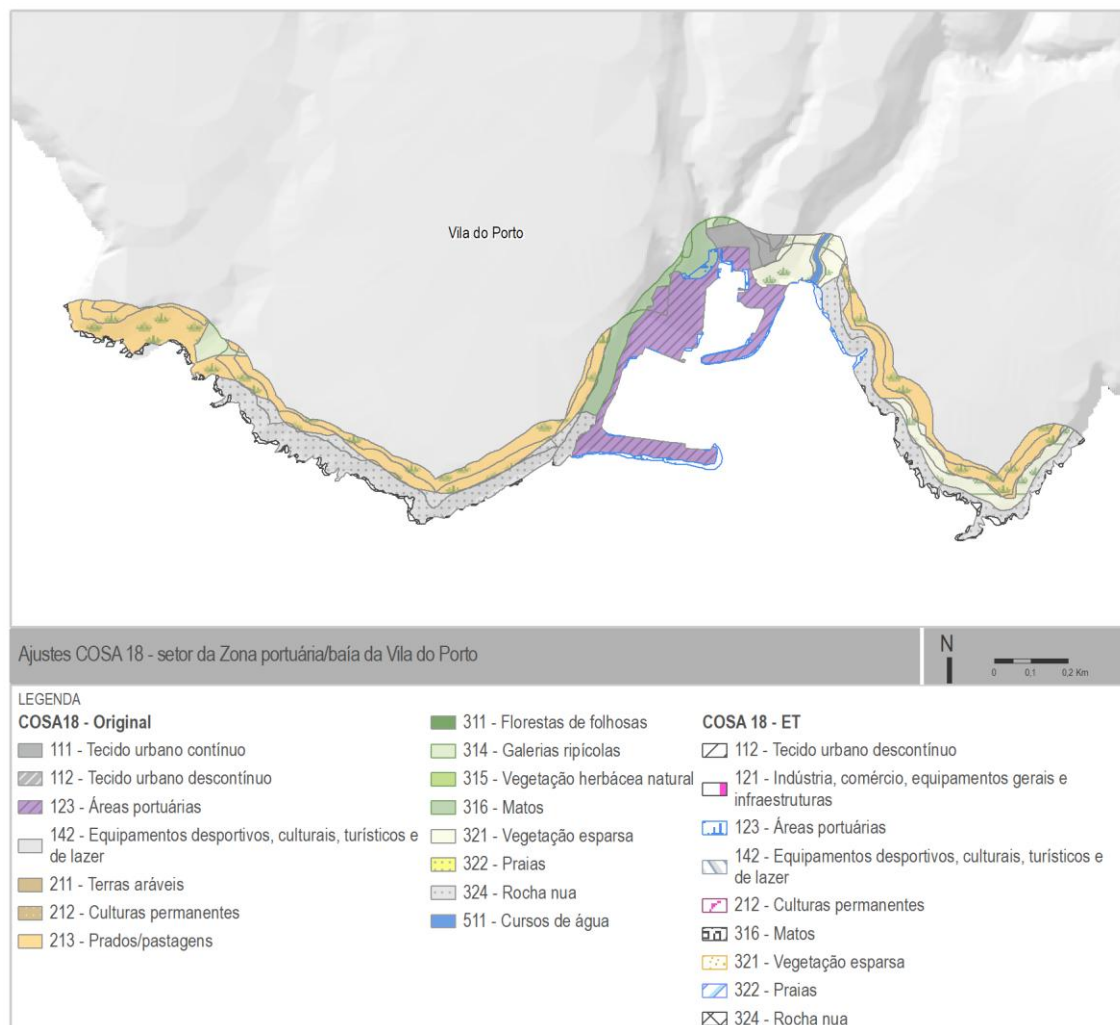 Vila do Porto
Ajustes COSA 18 - setor da Zona portuária/baía da Vila do Porto
N
0 0,1 0,2 Km
LEGENDA
COSA18 - Original
111 - Tecido urbano contínuo
112 - Tecido urbano descontínuo
123 - Áreas portuárias
142 - Equipamentos desportivos, culturais, turísticos e
de lazer
211 - Terras aráveis
212 - Culturas permanentes
213 - Prados/pastagens
311 - Florestas de folhosas
314 - Galerias ripícolas
315 - Vegetação herbácea natural
316 - Matos
321 - Vegetação esparsa
322 - Praias
324 - Rocha nua
511 - Cursos de água
COSA 18 - ET
112 - Tecido urbano descontínuo
121 - Indústria, comércio, equipamentos gerais e
infraestruturas
123 - Áreas portuárias
142 - Equipamentos desportivos, culturais, turísticos e
de lazer
212 - Culturas permanentes
316 - Matos
321 - Vegetação esparsa
322 - Praias
324 - Rocha nua